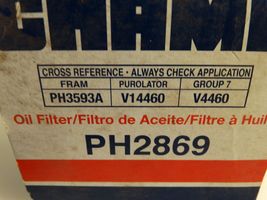 CHAMP
CROSS REFERENCE • ALWAYS CHECK APPLICATION
FRAM PUROLATOR GROUP 7
PH3593A V14460 V4460
Oil Filter/Filtro de Aceite/Filtre à Huil
PH2869